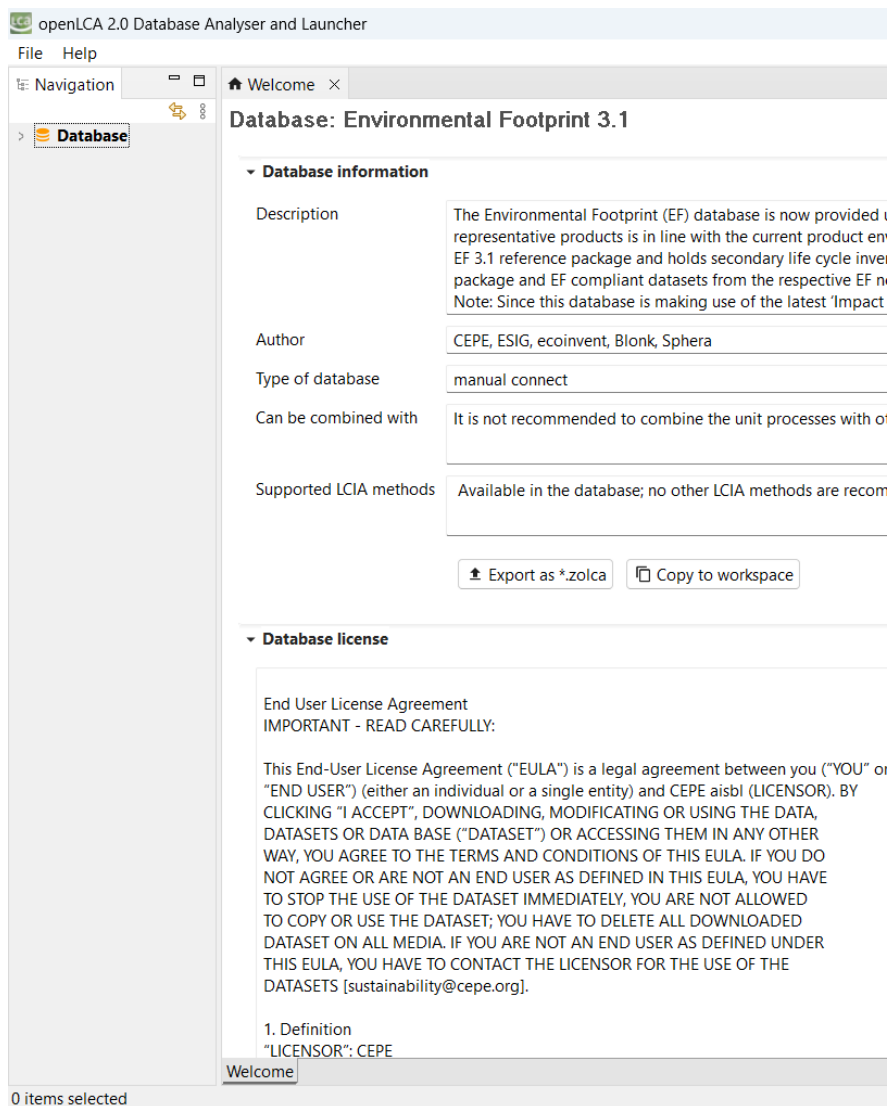 openLCA 2.0 Database Analyser and Launcher
File Help
Navigation
Welcome
Database
Database: Environmental Footprint 3.1
Database information
Description
The Environmental Footprint (EF) database is now provided
representative products is in line with the current product
EF 3.1 reference package and holds secondary life cycle
package and EF compliant datasets from the respective EF
Note: Since this database is making use of the latest ‘Impact
Author
CEPE, ESIG, ecoinvent, Blonk, Sphera
Type of database
manual connect
Can be combined with
It is not recommended to combine the unit processes with
Supported LCIA methods
Available in the database; no other LCIA methods are
Export as *.zolca
Copy to workspace
Database license
End User License Agreement
IMPORTANT - READ CAREFULLY:
This End-User License Agreement ("EULA") is a legal agreement between you (“YOU” or
“END USER”) (either an individual or a single entity) and CEPE aisbl (LICENSOR). BY
CLICKING “I ACCEPT”, DOWNLOADING, MODIFICATING OR USING THE DATA,
DATASETS OR DATA BASE (“DATASET”) OR ACCESSING THEM IN ANY OTHER
WAY, YOU AGREE TO THE TERMS AND CONDITIONS OF THIS EULA. IF YOU DO
NOT AGREE OR ARE NOT AN END USER AS DEFINED IN THIS EULA, YOU HAVE
TO STOP THE USE OF THE DATASET IMMEDIATELY, YOU ARE NOT ALLOWED
TO COPY OR USE THE DATASET; YOU HAVE TO DELETE ALL DOWNLOADED
DATASET ON ALL MEDIA. IF YOU ARE NOT AN END USER AS DEFINED UNDER
THIS EULA, YOU HAVE TO CONTACT THE LICENSOR FOR THE USE OF THE
DATASETS [sustainability@cepe.org].
1. Definition
“LICENSOR”: CEPE
Welcome
0 items selected